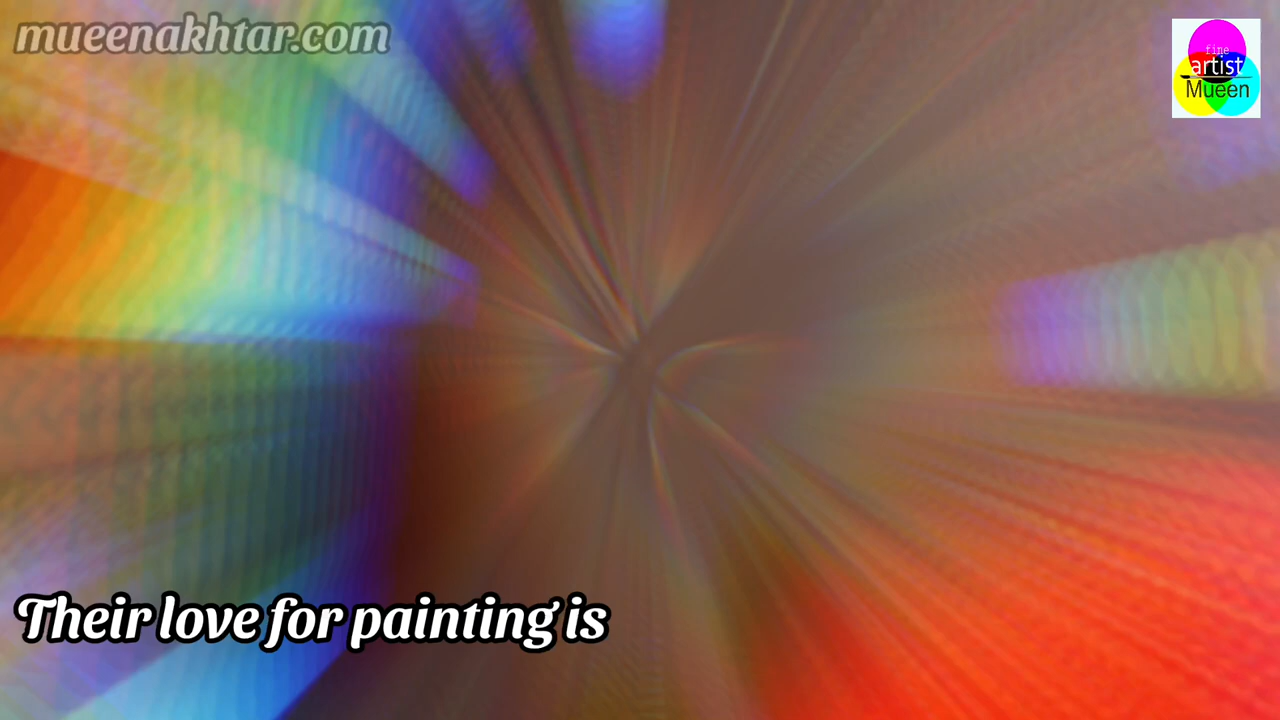 mueenakhtar.com
fine
artist
Mueen
Their love for painting is